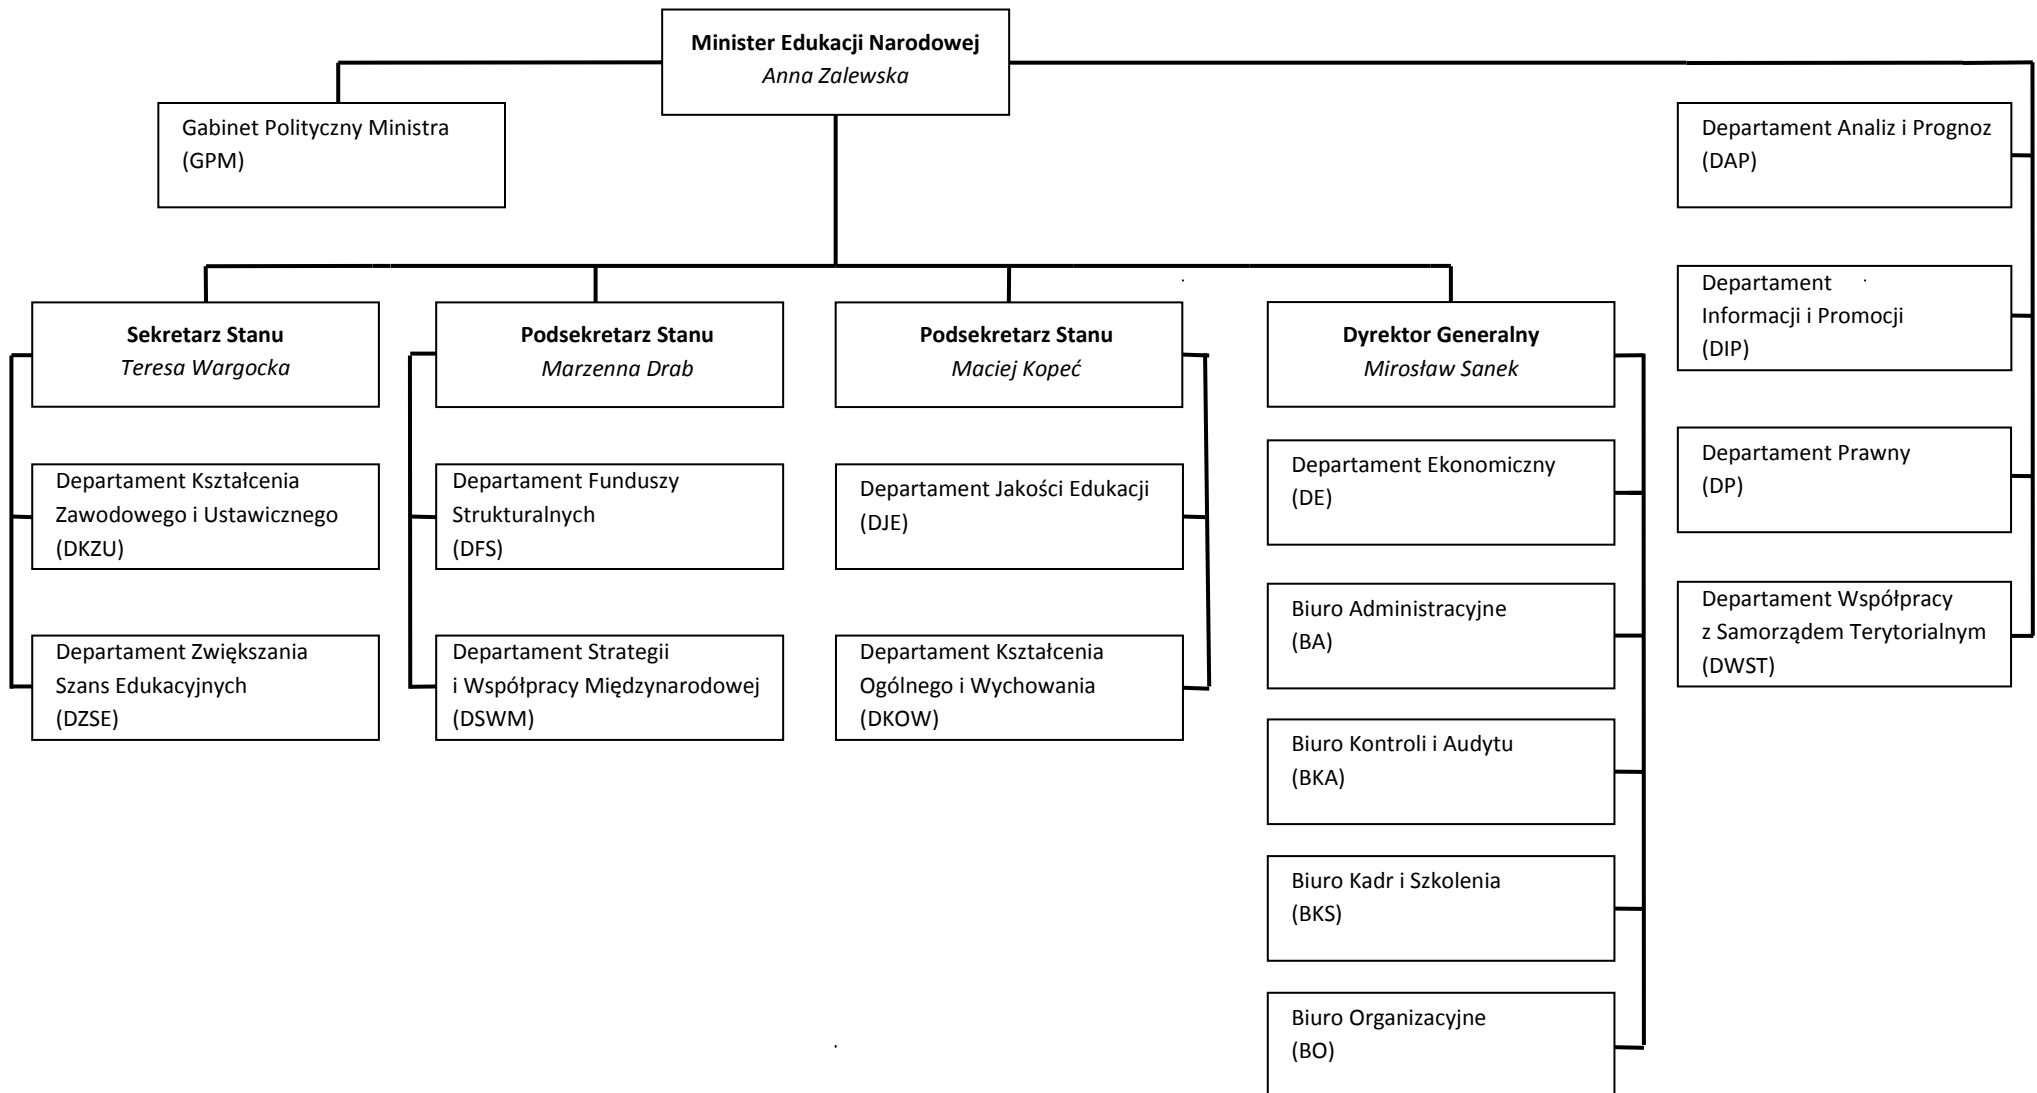 Minister Edukacji Narodowej
Anna Zalewska
Gabinet Polityczny Ministra
(GPM)
Departament Analiz i Prognoz
(DAP)
Departament
Informacji i Promocji
(DIP)
Departament Prawny
(DP)
Departament Współpracy
z Samorządem Terytorialnym
(DWST)
Sekretarz Stanu
Teresa Wargocka
Departament Kształcenia
Zawodowego i Ustawicznego
(DKZU)
Departament Zwiększania
Szans Edukacyjnych
(DZSE)
Podsekretarz Stanu
Marzenna Drab
Departament Funduszy
Strukturalnych
(DFS)
Departament Strategii
i Współpracy Międzynarodowej
(DSWM)
Podsekretarz Stanu
Maciej Kopeć
Departament Jakości Edukacji
(DJE)
Departament Kształcenia
Ogólnego i Wychowania
(DKOW)
Dyrektor Generalny
Mirosław Sanek
Departament Ekonomiczny
(DE)
Biuro Administracyjne
(BA)
Biuro Kontroli i Audytu
(BKA)
Biuro Kadr i Szkolenia
(BKS)
Biuro Organizacyjne
(BO)